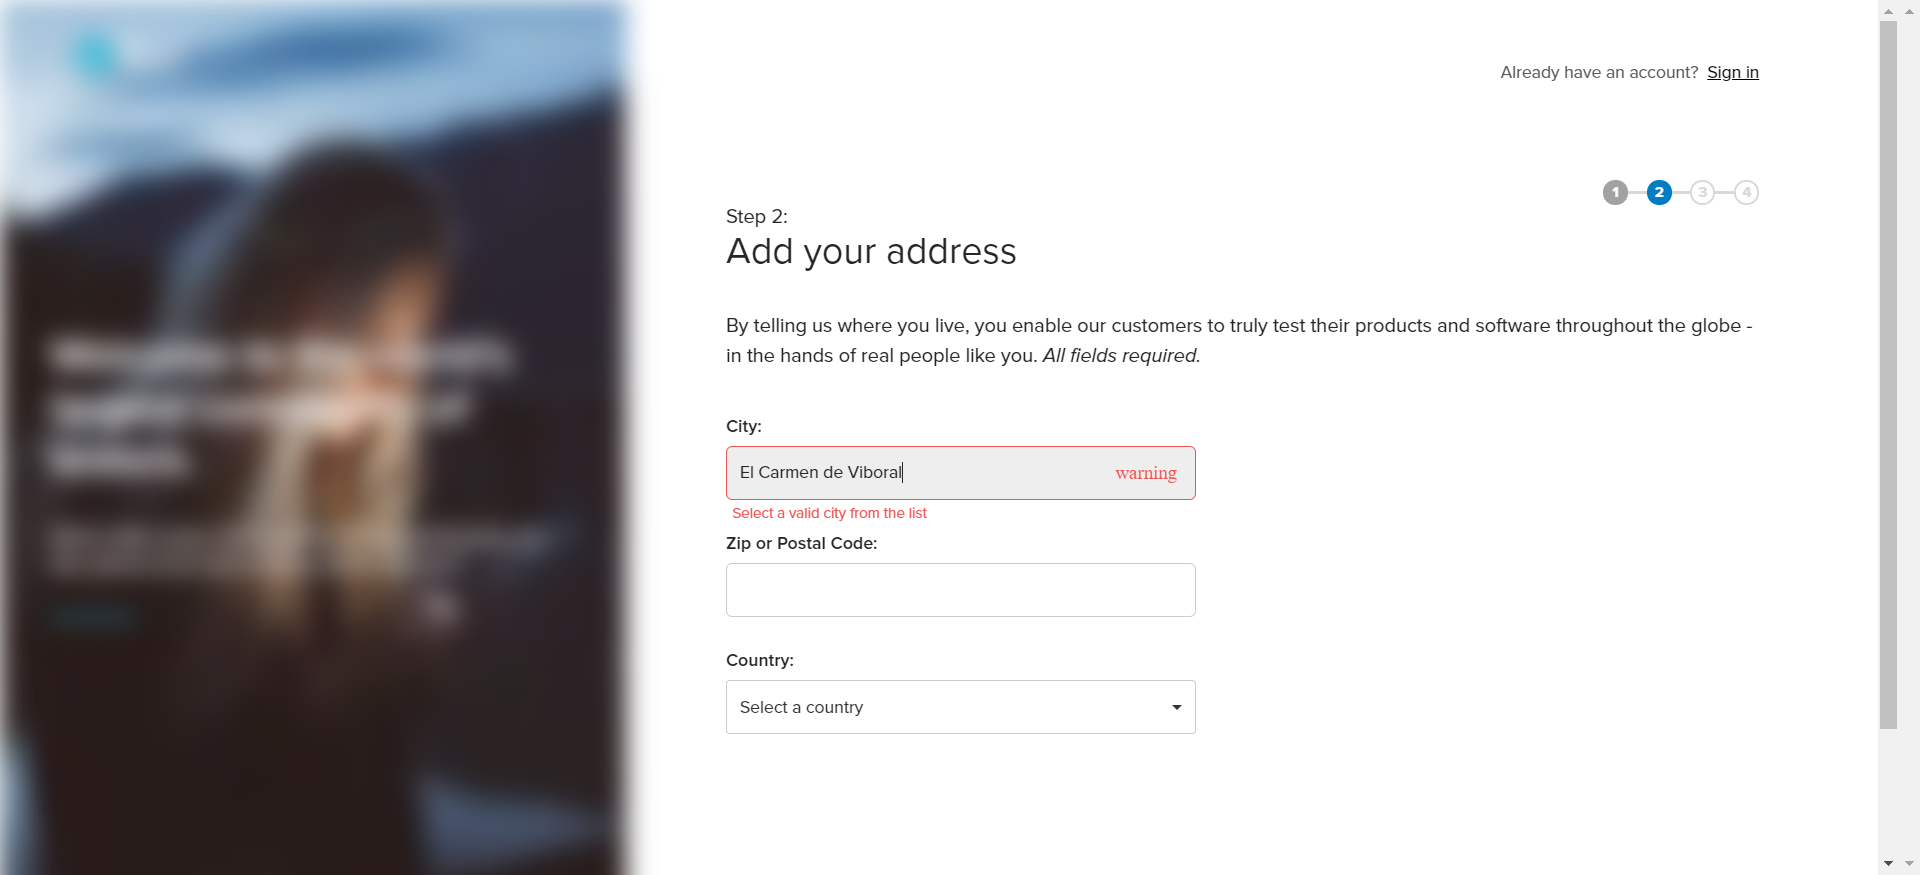 Already have an account? Sign in
1 2 3 4
Step 2:
Add your address
By telling us where you live, you enable our customers to truly test their products and software throughout the globe -
in the hands of real people like you. All fields required.
City:
El Carmen de Viboral
warning
Select a valid city from the list
Zip or Postal Code:
Country:
Select a country